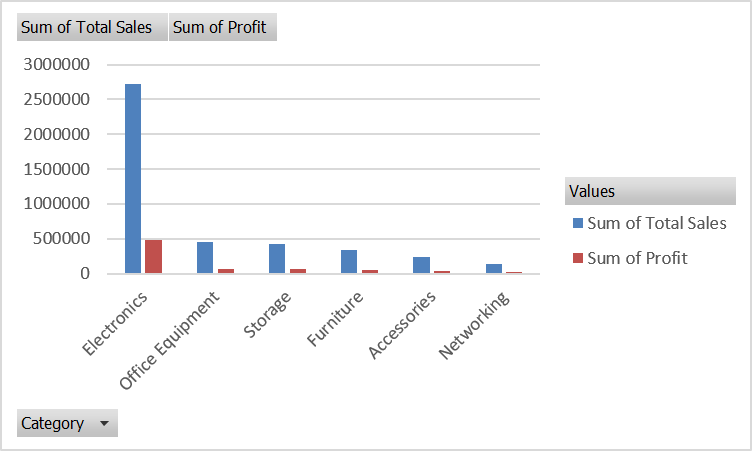 Sum of Total Sales Sum of Profit
3000000
2500000
2000000
1500000
1000000
500000
0
Electronics
Office Equipment
Storage
Furniture
Accessories
Networking
Values
Sum of Total Sales
Sum of Profit
Category